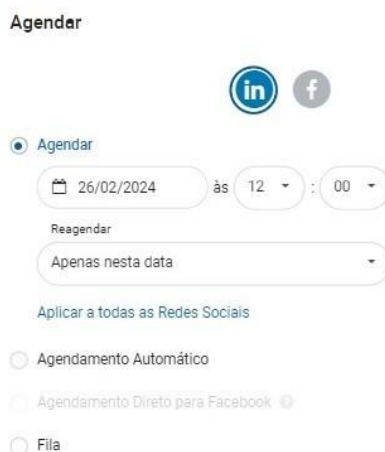 Agendar
in f
Agendar
26/02/2024 às 12 : 00
Reagendar
Apenas nesta data
Aplicar a todas as Redes Sociais
Agendamento Automático
Agendamento Direto para Facebook ?
Fila